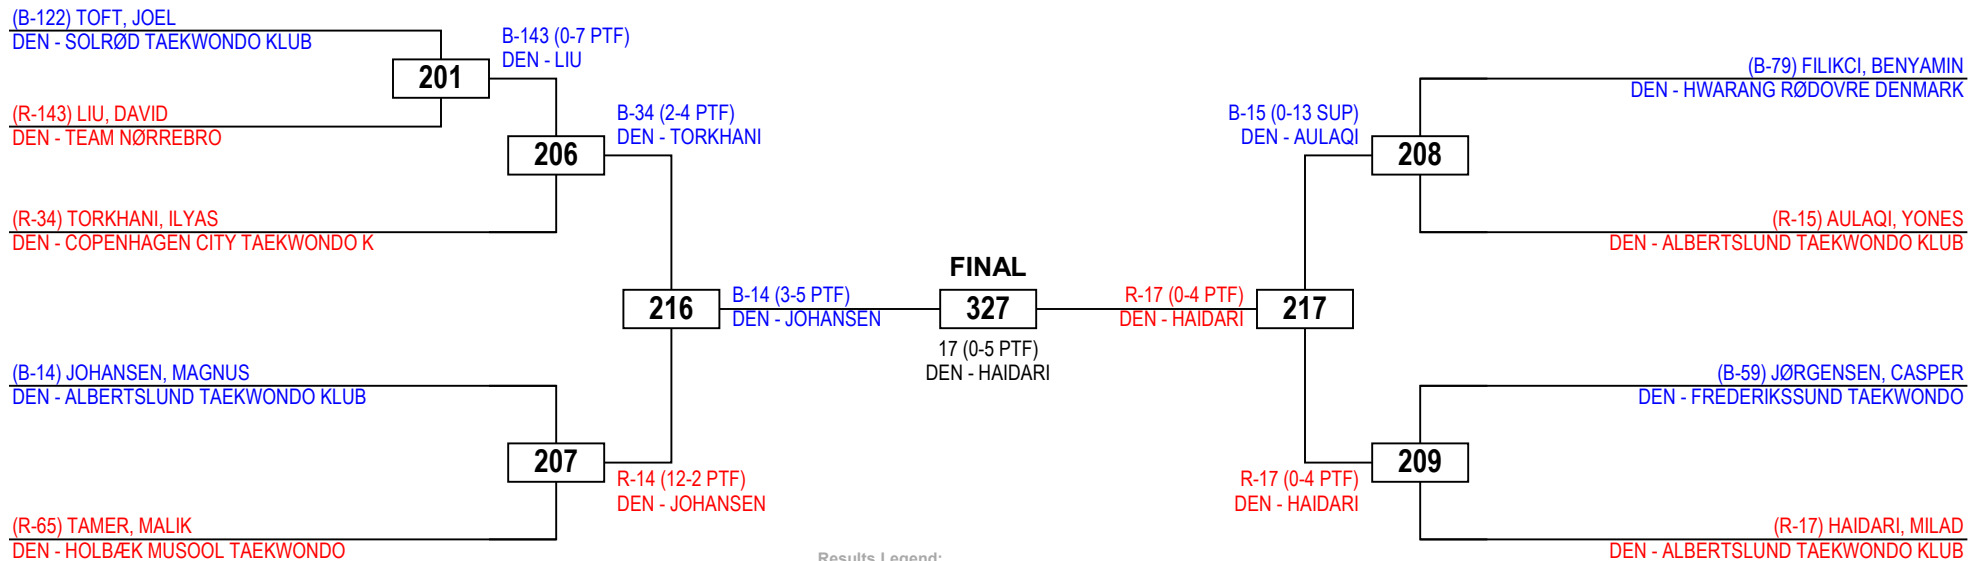 (B-122) TOFT, JOEL
DEN - SOLRØD TAEKWONDO KLUB
B-143 (0-7 PTF)
DEN - LIU
201
(R-143) LIU, DAVID
DEN - TEAM NØRREBRO
B-34 (2-4 PTF)
DEN - TORKHANI
206
(R-34) TORKHANI, ILYAS
DEN - COPENHAGEN CITY TAEKWONDO K
216
B-14 (3-5 PTF)
DEN - JOHANSEN
(B-14) JOHANSEN, MAGNUS
DEN - ALBERTSLUND TAEKWONDO KLUB
207
R-14 (12-2 PTF)
DEN - JOHANSEN
(R-65) TAMER, MALIK
DEN - HOLBÆK MUSOOL TAEKWONDO
FINAL
327
17 (0-5 PTF)
DEN - HAIDARI
(B-79) FILIKCI, BENYAMIN
DEN - HWARANG RØDOVRE DENMARK
B-15 (0-13 SUP)
DEN - AULAQI
208
(R-15) AULAQI, YONES
DEN - ALBERTSLUND TAEKWONDO KLUB
R-17 (0-4 PTF)
DEN - HAIDARI
217
(B-59) JØRGENSEN, CASPER
DEN - FREDERIKSSUND TAEKWONDO
209
R-17 (0-4 PTF)
DEN - HAIDARI
(R-17) HAIDARI, MILAD
DEN - ALBERTSLUND TAEKWONDO KLUB
Results Legend: